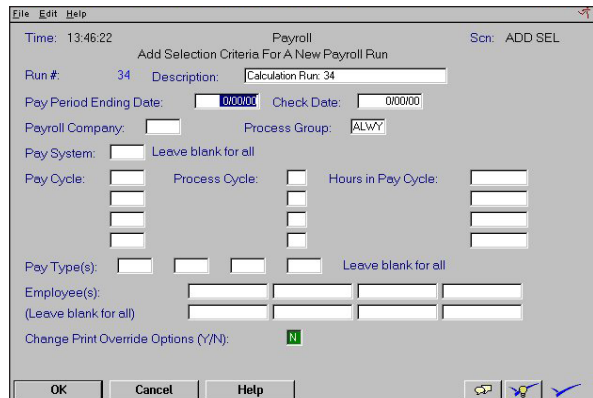 File Edit Help
Time: 13:46:22 Payroll Scn: ADD SEL
Add Selection Criteria For A New Payroll Run
Run #: 34 Description: Calculation Run: 34
Pay Period Ending Date: 0/00/00 Check Date: 0/00/00
Payroll Company: Process Group: ALWY
Pay System: Leave blank for all
Pay Cycle: Process Cycle: Hours in Pay Cycle:
Pay Type(s): Leave blank for all
Employee(s):
(Leave blank for all)
Change Print Override Options (Y/N): N
OK Cancel Help